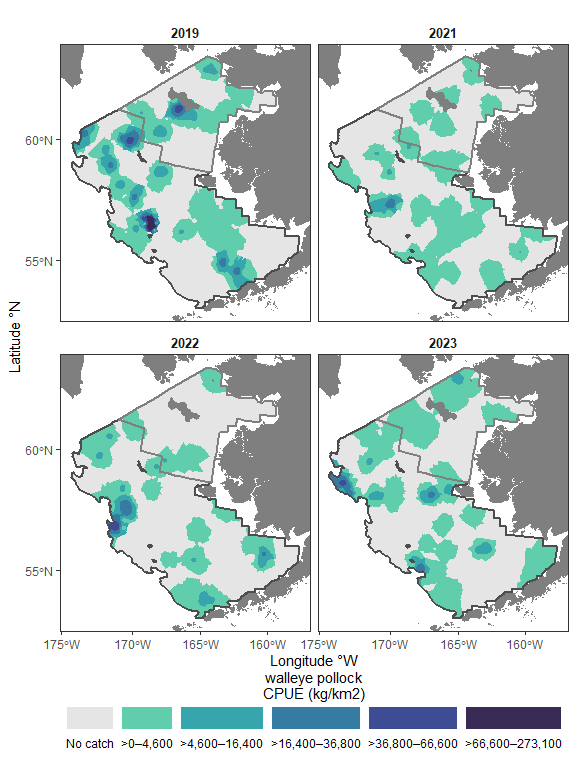 2019
2021
60°N
55°N
2022
2023
60°N
55°N
175°W 170°W 165°W 160°W 175°W 170°W 165°W 160°W
Latitude °N
Longitude °W
walleye pollock
CPUE (kg/km2)
No catch >0–4,600 >4,600–16,400 >16,400–36,800 >36,800–66,600 >66,600–273,100